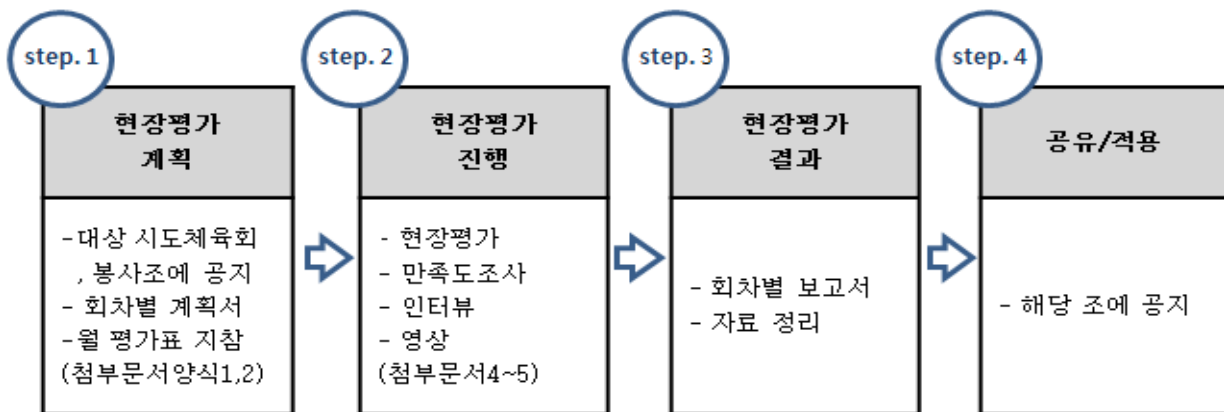 step.1
현장평가
계획
-대상 시도체육회
, 봉사조에 공지
- 회차별 계획서
-월 평가표 지참
(첨부문서양식1,2)
step.2
현장평가
진행
- 현장평가
- 만족도조사
- 인터뷰
- 영상
(첨부문서4~5)
step.3
현장평가
결과
- 회차별 보고서
- 자료 정리
step.4
공유/적용
- 해당 조에 공지